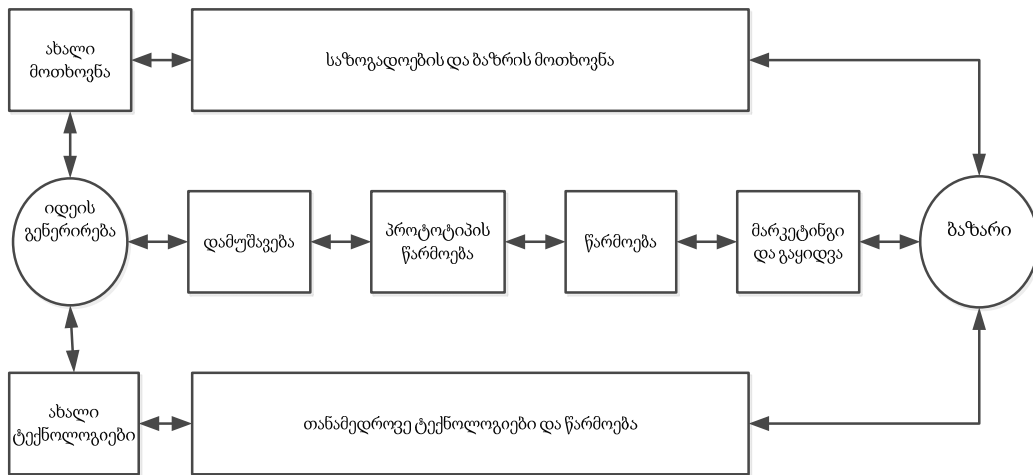 ახალი
მოთხოვნა
საზოგადოების და ბაზრის მოთხოვნა
იდეის
გენერირება
დამუშავება
პროტოტიპის
წარმოება
წარმოება
მარკეტინგი
და გაყიდვა
ბაზარი
ახალი
ტექნოლოგიები
თანამედროვე ტექნოლოგიები და წარმოება